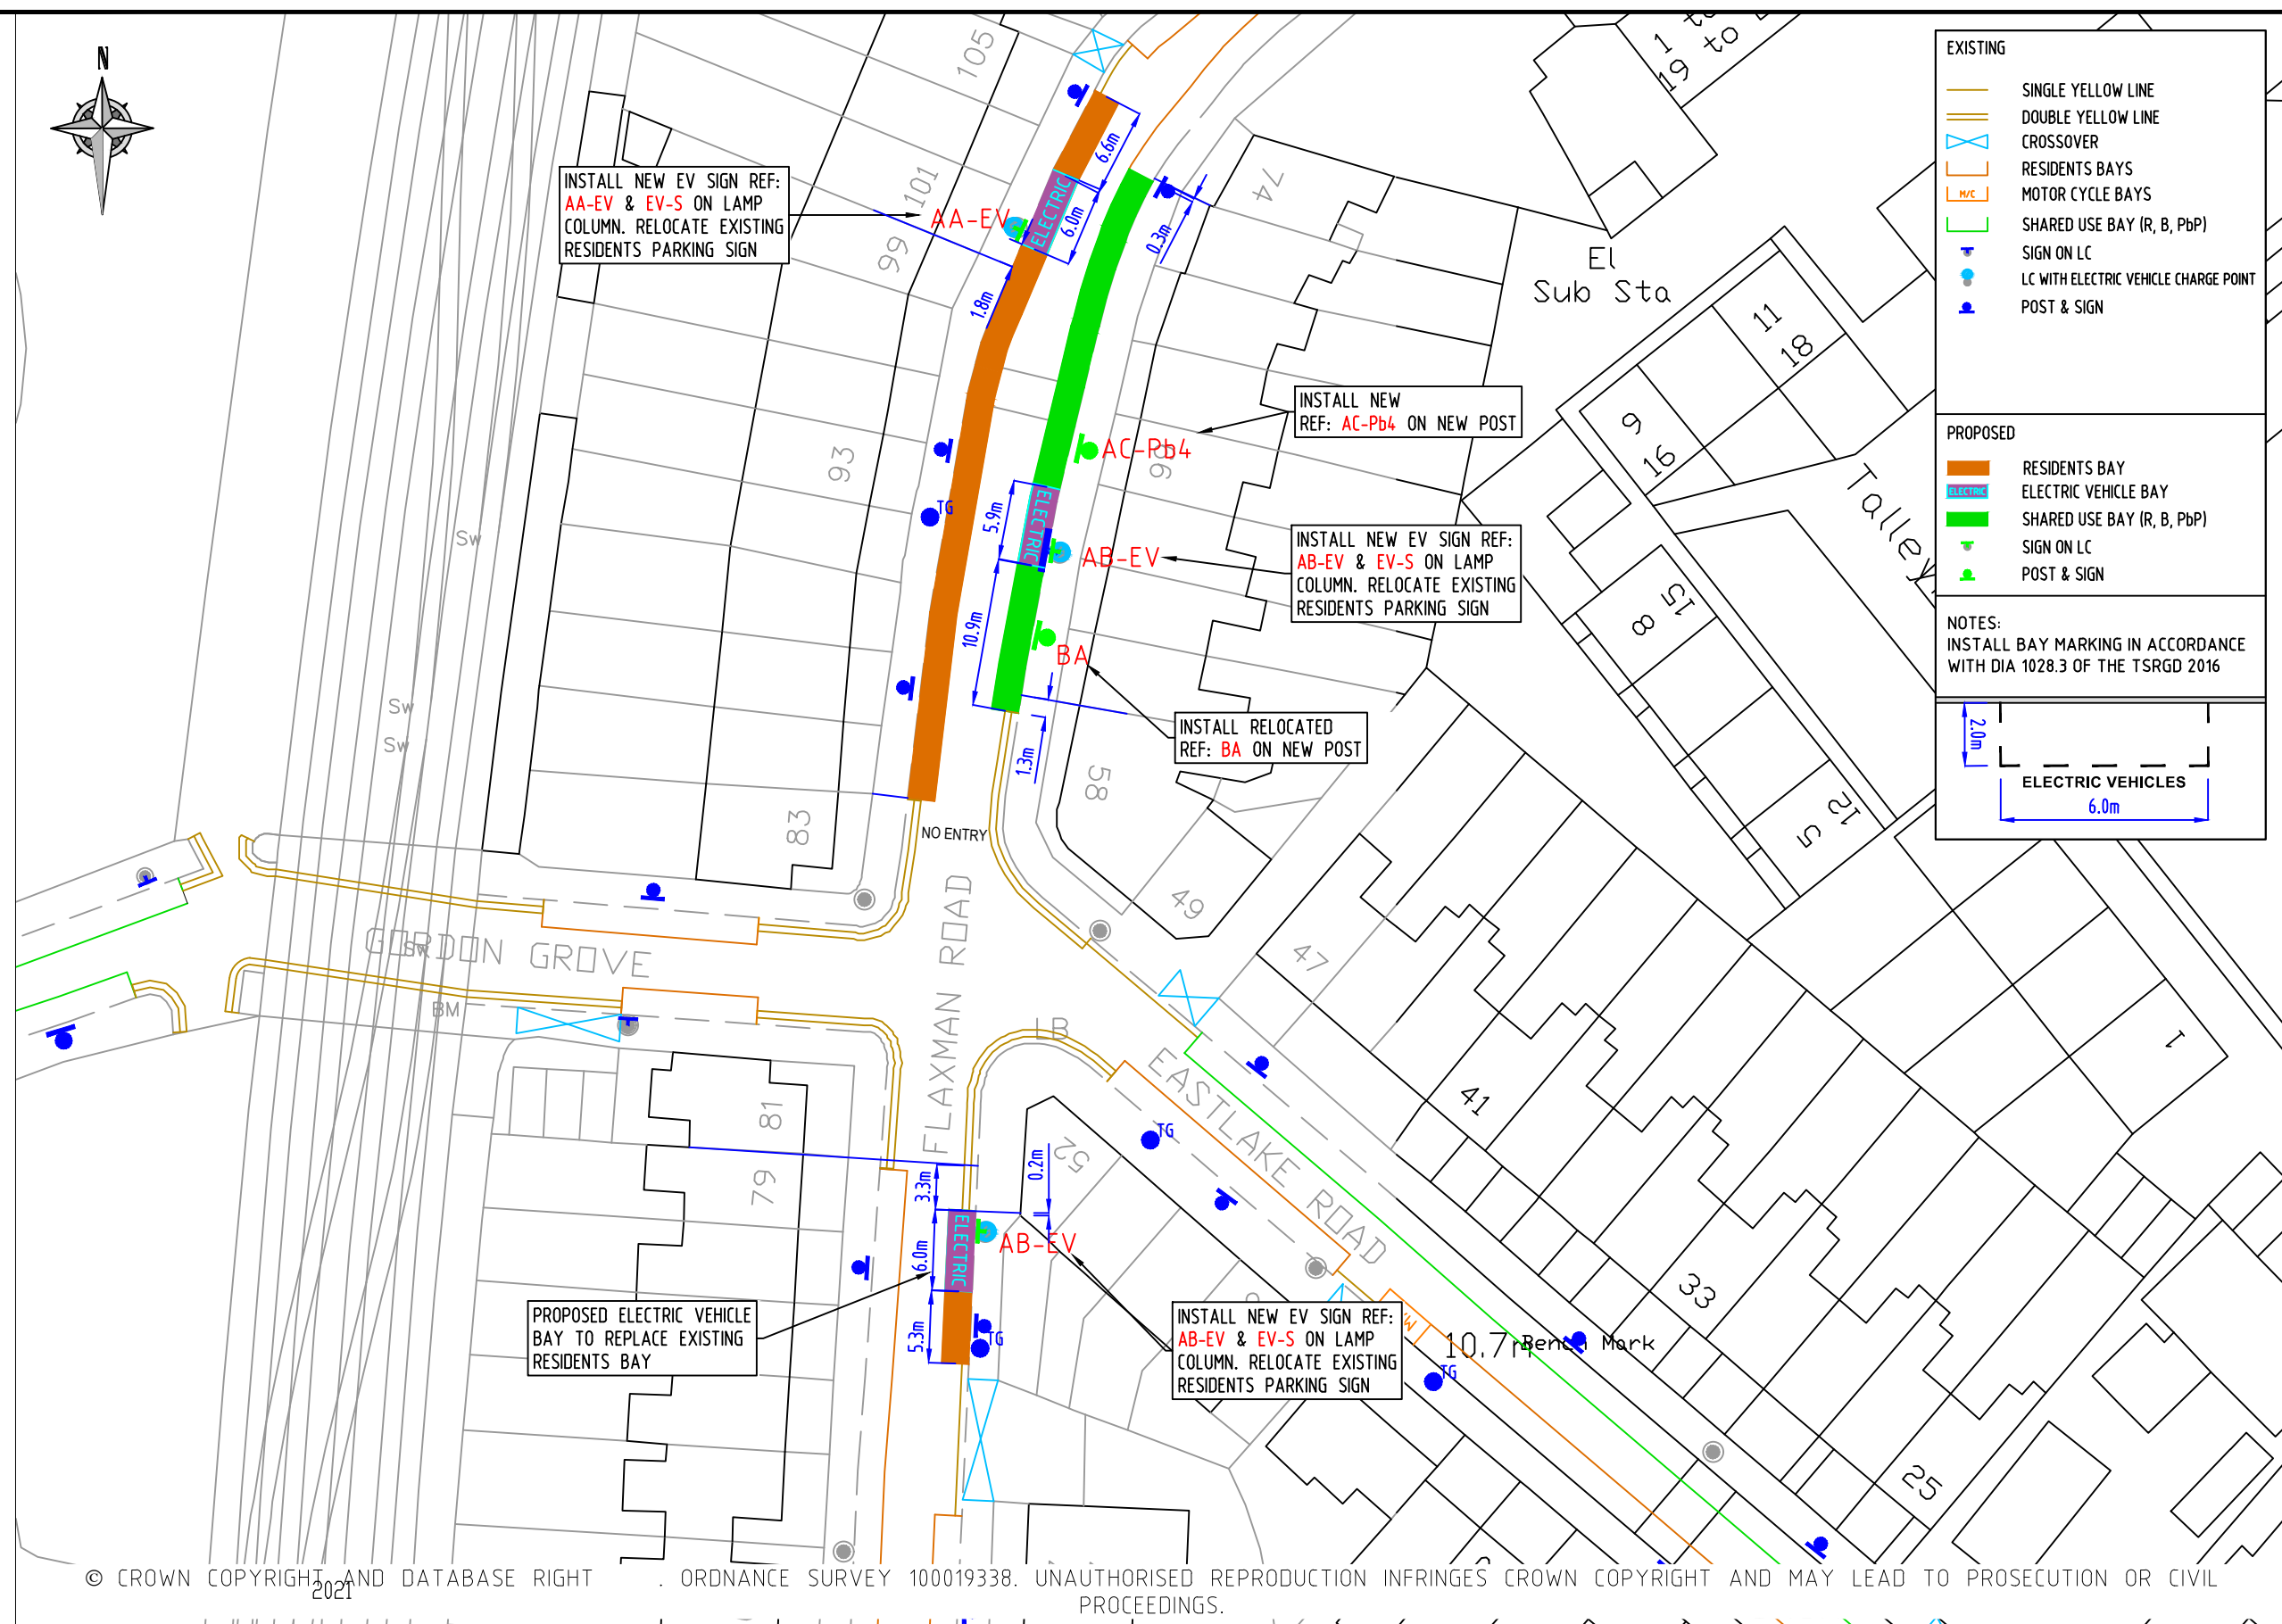 N
INSTALL NEW EV SIGN REF:
AA-EV & EV-S ON LAMP
COLUMN. RELOCATE EXISTING
RESIDENTS PARKING SIGN
105
101
99
93
83
AA-EV
ELECTRIC
6.6m
6.0m
0.3m
1.8m
74
1 to
19 to
El
Sub Sta
INSTALL NEW
REF: AC-Pb4 ON NEW POST
AC-Pb4
66
TG
5.9m
ELECTRIC
AB-EV
INSTALL NEW EV SIGN REF:
AB-EV & EV-S ON LAMP
COLUMN. RELOCATE EXISTING
RESIDENTS PARKING SIGN
10.9m
BA
INSTALL RELOCATED
REF: BA ON NEW POST
1.3m
58
49
47
11
18
9
16
15
8
12
5
1
Sw
Sw
Sw
Sw
NO ENTRY
GORDON GROVE
FLAXMAN ROAD
EASTLAKE ROAD
BM
LB
81
79
52
41
33
25
TG
3.3m
0.2m
ELECTRIC
6.0m
AB-EV
5.3m
TG
PROPOSED ELECTRIC VEHICLE
BAY TO REPLACE EXISTING
RESIDENTS BAY
INSTALL NEW EV SIGN REF:
AB-EV & EV-S ON LAMP
COLUMN. RELOCATE EXISTING
RESIDENTS PARKING SIGN
Bench Mark
TG
EXISTING
SINGLE YELLOW LINE
DOUBLE YELLOW LINE
CROSSOVER
RESIDENTS BAYS
M/C MOTOR CYCLE BAYS
SHARED USE BAY (R, B, PbP)
SIGN ON LC
LC WITH ELECTRIC VEHICLE CHARGE POINT
POST & SIGN
PROPOSED
RESIDENTS BAY
ELECTRIC ELECTRIC VEHICLE BAY
SHARED USE BAY (R, B, PbP)
SIGN ON LC
POST & SIGN
NOTES:
INSTALL BAY MARKING IN ACCORDANCE
WITH DIA 1028.3 OF THE TSRGD 2016
2.0m
ELECTRIC VEHICLES
6.0m
© CROWN COPYRIGHT AND DATABASE RIGHT 2021. ORDNANCE SURVEY 100019338. UNAUTHORISED REPRODUCTION INFRINGES CROWN COPYRIGHT AND MAY LEAD TO PROSECUTION OR CIVIL
PROCEEDINGS.